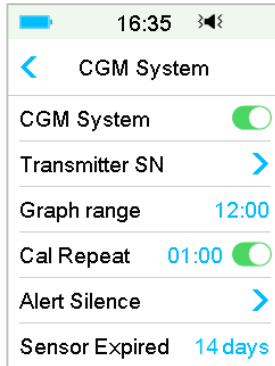 16:35
CGM System
CGM System
Transmitter SN
Graph range 12:00
Cal Repeat 01:00
Alert Silence
Sensor Expired 14 days